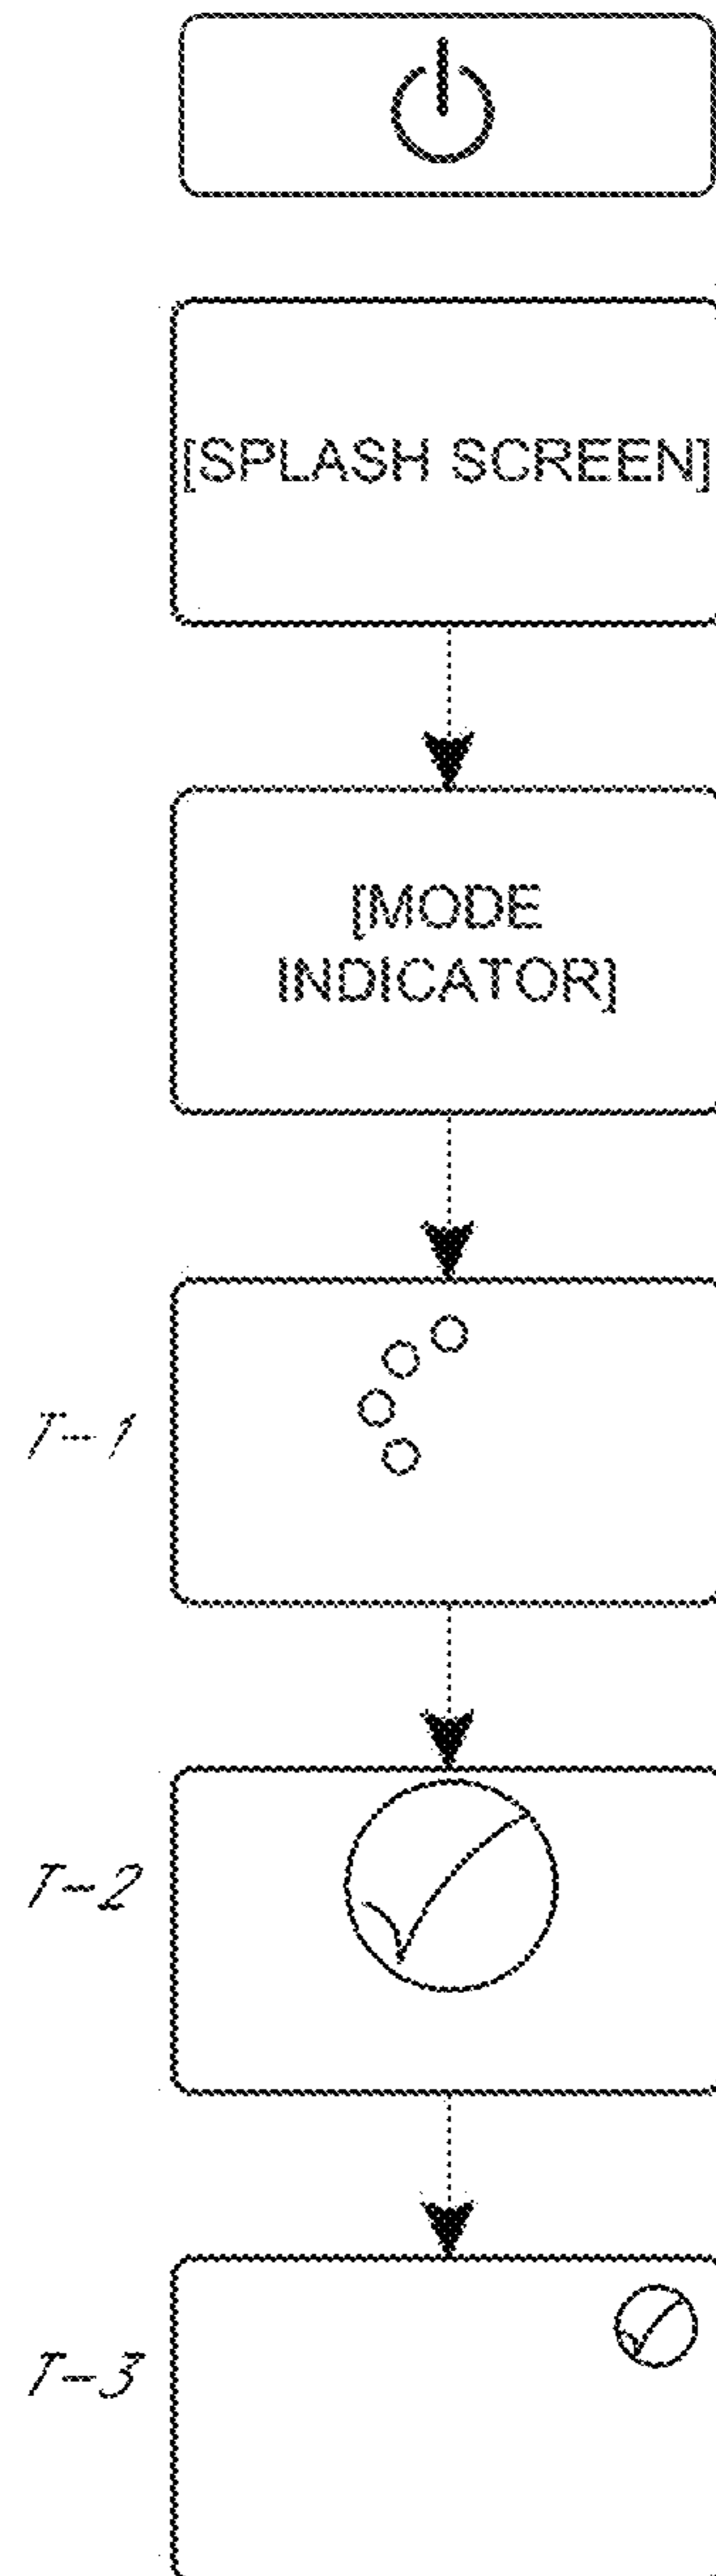 [SPLASH SCREEN]
[MODE
INDICATOR]
T-1
T-2
T-3